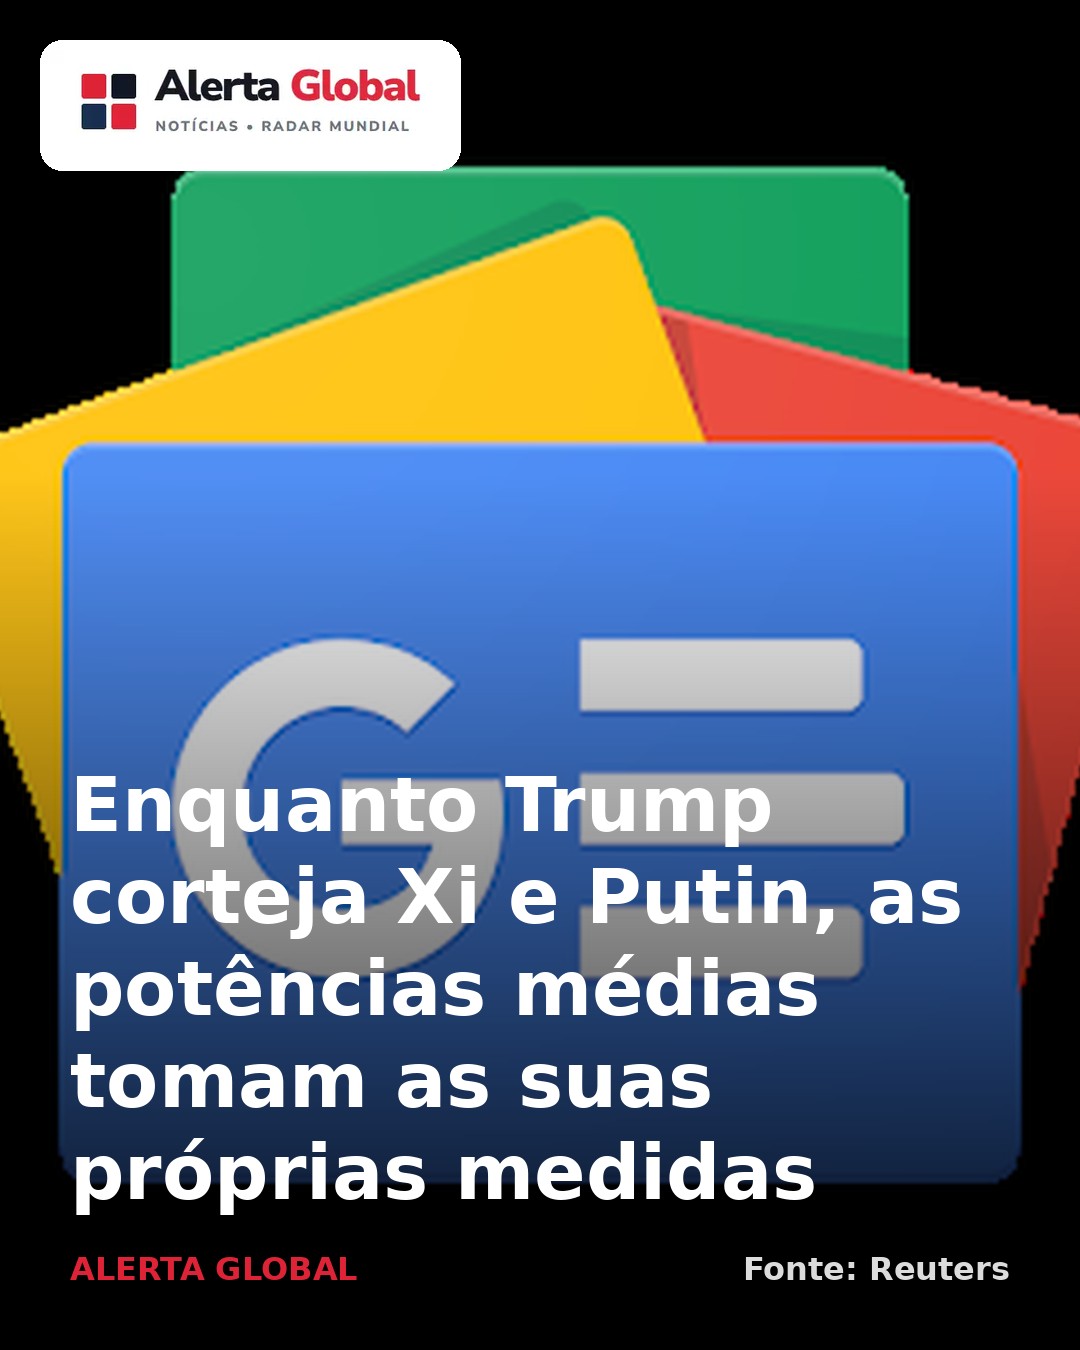 Alerta Global
NOTÍCIAS • RADAR MUNDIAL
G
Enquanto Trump
corteja Xi e Putin, as
potências médias
tomam as suas
próprias medidas
ALERTA GLOBAL
Fonte: Reuters